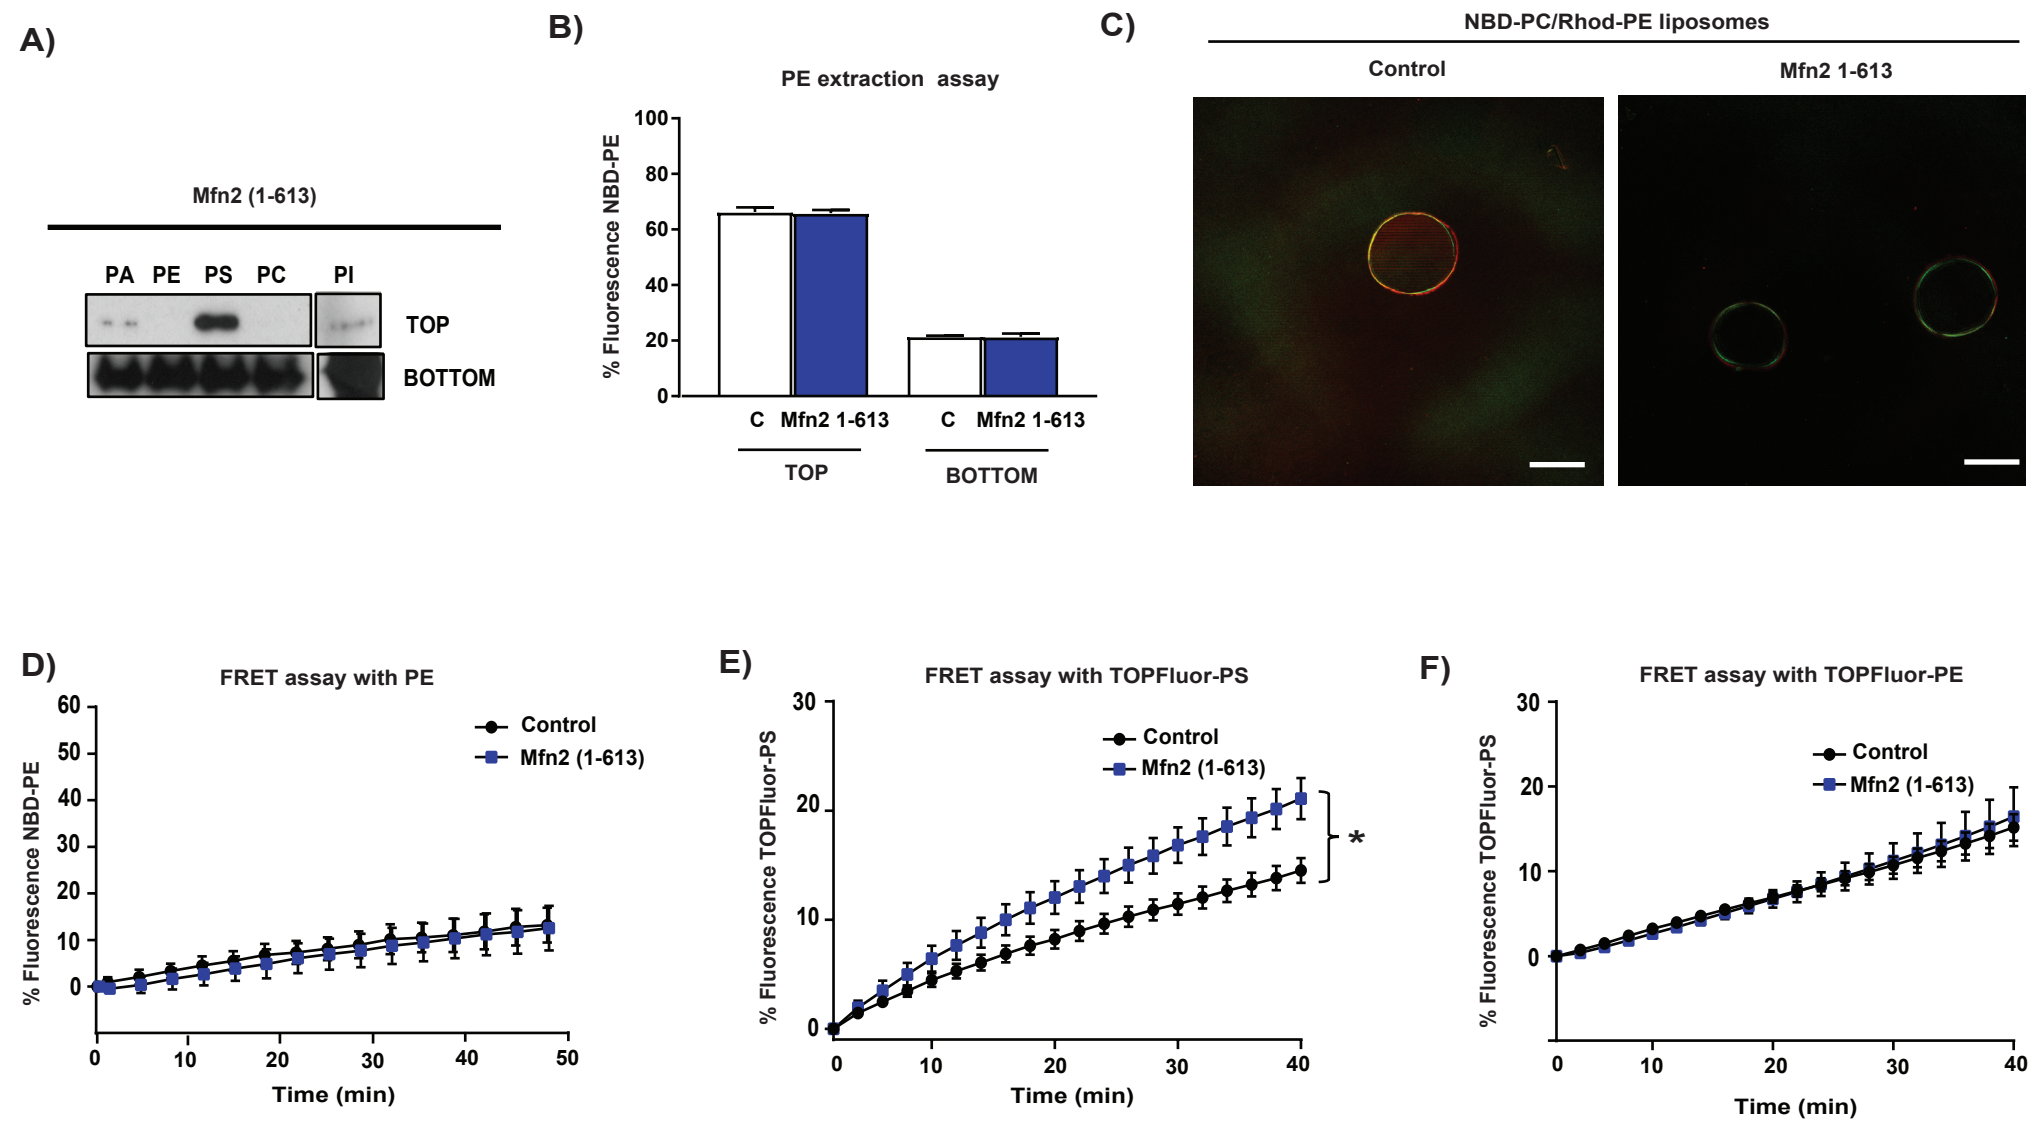 A)
Mfn2 (1-613)
PA PE PS PC PI
TOP
BOTTOM
B)
PE extraction assay
% Fluorescence NBD-PE
100
80
60
40
20
0
C Mfn2 1-613 C Mfn2 1-613
TOP BOTTOM
C)
NBD-PC/Rhod-PE liposomes
Control Mfn2 1-613
D)
FRET assay with PE
% Fluorescence NBD-PE
60
50
40
30
20
10
0
Control
Mfn2 (1-613)
0 10 20 30 40 50
Time (min)
E)
FRET assay with TOPFluor-PS
% Fluorescence TOPFluor-PS
30
20
10
0
Control
Mfn2 (1-613)
*
0 10 20 30 40
Time (min)
F)
FRET assay with TOPFluor-PE
% Fluorescence TOPFluor-PS
30
20
10
0
Control
Mfn2 (1-613)
0 10 20 30 40
Time (min)